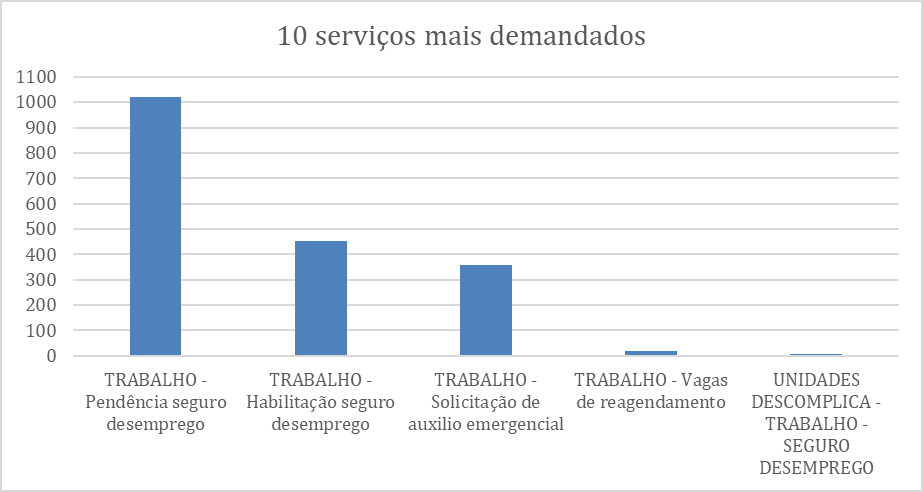 10 serviços mais demandados
1100
1000
900
800
700
600
500
400
300
200
100
0
TRABALHO -
Pendência seguro
desemprego
TRABALHO -
Habilitação seguro
desemprego
TRABALHO -
Solicitação de
auxilio emergencial
TRABALHO - Vagas
de reagendamento
UNIDADES
DESCOMPLICA -
TRABALHO -
SEGURO
DESEMPREGO